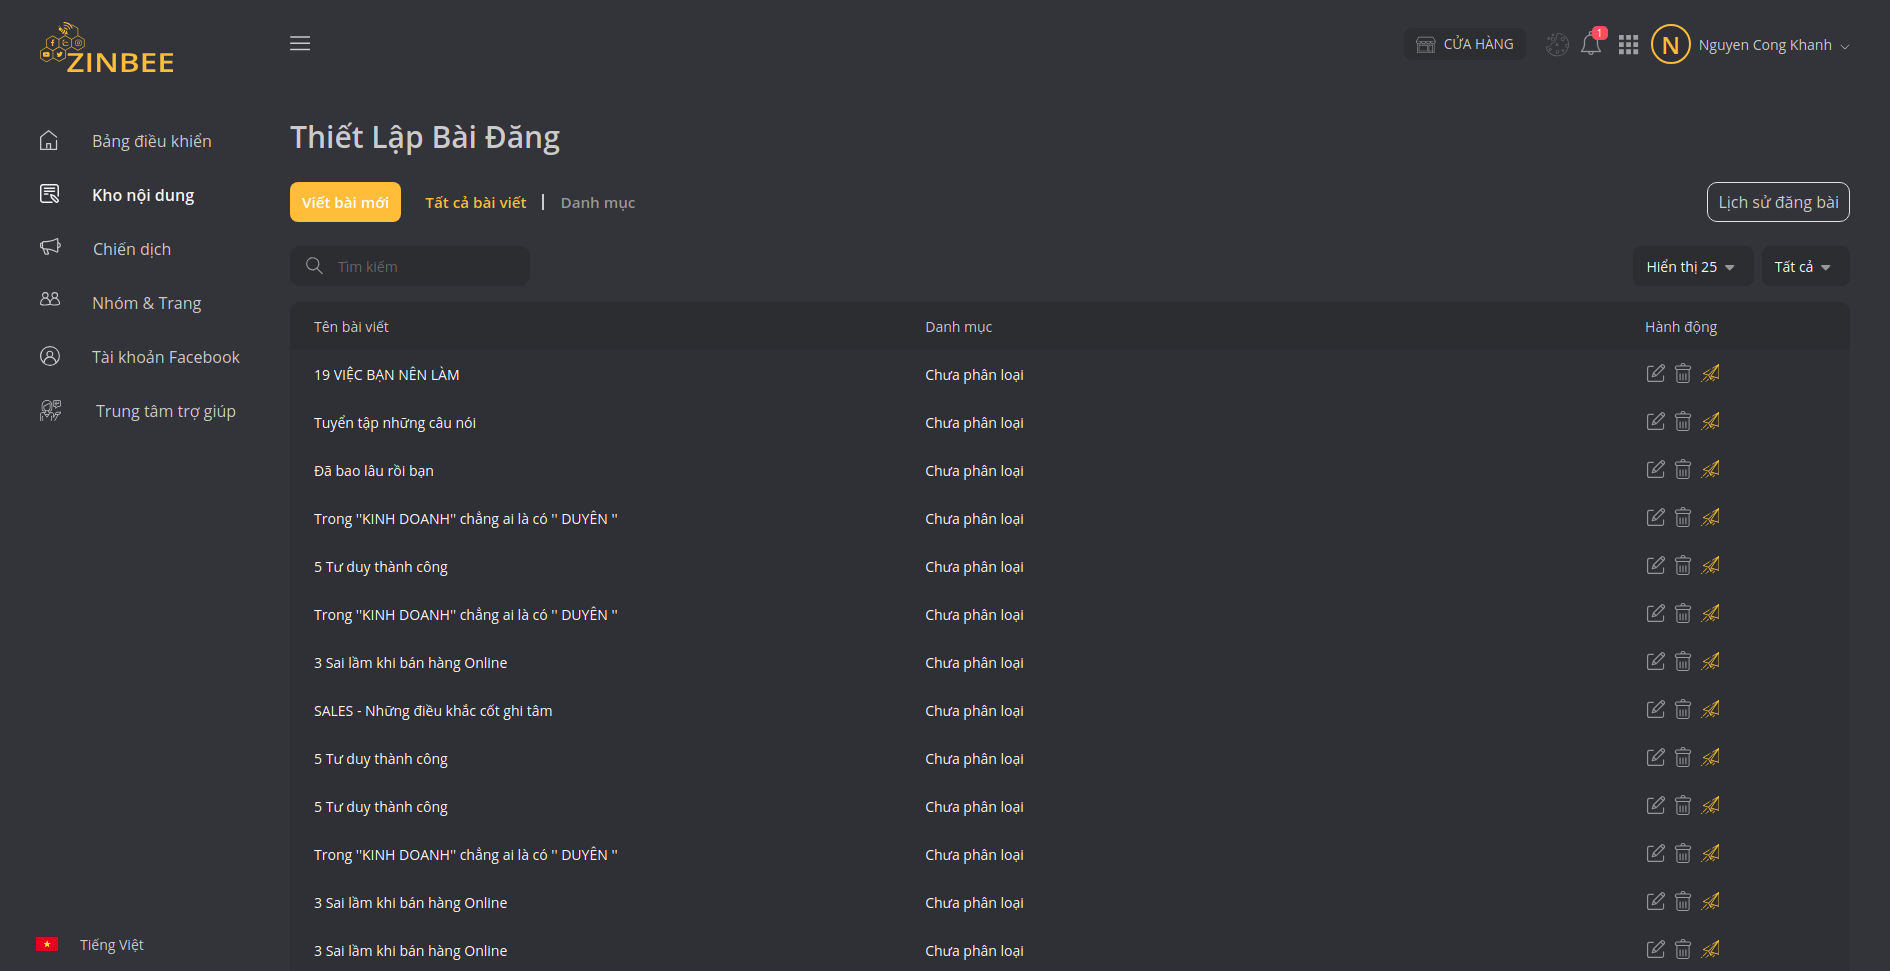 ZINBEE
CỬA HÀNG
1
N
Nguyen Cong Khanh
Bảng điều khiển
Kho nội dung
Chiến dịch
Nhóm & Trang
Tài khoản Facebook
Trung tâm trợ giúp
Tiếng Việt
Thiết Lập Bài Đăng
Viết bài mới
Tất cả bài viết
Danh mục
Lịch sử đăng bài
Tìm kiếm
Hiển thị 25
Tất cả
Tên bài viết Danh mục Hành động
19 VIỆC BẠN NÊN LÀM Chưa phân loại
Tuyển tập những câu nói Chưa phân loại
Đã bao lâu rồi bạn Chưa phân loại
Trong "KINH DOANH" chẳng ai là có " DUYÊN " Chưa phân loại
5 Tư duy thành công Chưa phân loại
Trong "KINH DOANH" chẳng ai là có " DUYÊN " Chưa phân loại
3 Sai lầm khi bán hàng Online Chưa phân loại
SALES - Những điều khắc cốt ghi tâm Chưa phân loại
5 Tư duy thành công Chưa phân loại
5 Tư duy thành công Chưa phân loại
Trong "KINH DOANH" chẳng ai là có " DUYÊN " Chưa phân loại
3 Sai lầm khi bán hàng Online Chưa phân loại
3 Sai lầm khi bán hàng Online Chưa phân loại